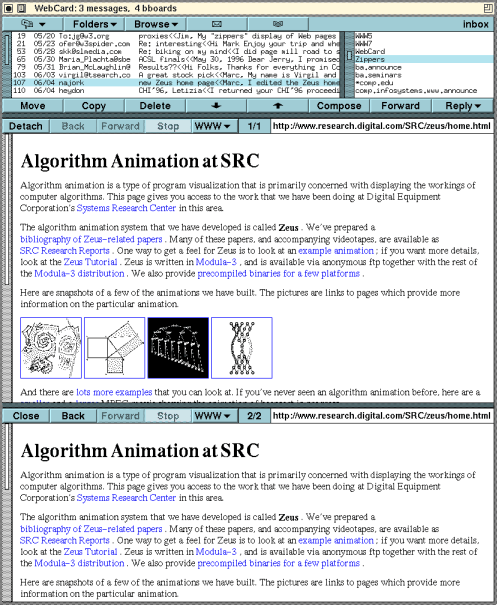 WebCard: 3 messages, 4 bboards
Folders Browse inbox
19 05/20 To:jg@w3.org proxies<<Jim, My "zippers" display of Web pages
21 05/23 ofer@w3spider,com Re: interesting<<Hi Mark Enjoy your trip and whe
53 05/28 dkk@slmedia,com Re: biking on my mind<<I did though u promised s
65 05/30 Maria_Plachta@sbe ACSL finals<<May 30, 1996 Dear Jerry, I promised
79 05/31 Brian_McLaughlin@ Results??<<Hi Folks, Thanks for everything in Co
103 06/03 virgil@tsearch,co A great stock pick<<Marc, My name is Virgil and
107 06/04 najork new Zeus home page<<Marc, I edited the Zeus home
110 06/04 heydon CHI'96, Letizia<<I returned your CHI'96 proceedi
WWW5
WWW7
Zippers
WebCard
ba,announce
ba,seminars
*comp,edu
comp,infosystems,www,announce
Move Copy Delete Compose Forward Reply
Detach Back Forward Stop WWW 1/1 http://www.research.digital.com/SRC/zeus/home.html
Algorithm Animation at SRC
Algorithm animation is a type of program visualization that is primarily concerned with displaying the workings of
computer algorithms. This page gives you access to the work that we have been doing at Digital Equipment
Corporation's Systems Research Center in this area.
The algorithm animation system that we have developed is called Zeus . We've prepared a
bibliography of Zeus-related papers . Many of these papers, and accompanying videotapes, are available as
SRC Research Reports . One way to get a feel for Zeus is to look at an example animation ; if you want more details,
look at the Zeus Tutorial . Zeus is written in Modula-3 , and is available via anonymous ftp together with the rest of
the Modula-3 distribution . We also provide precompiled binaries for a few platforms .
Here are snapshots of a few of the animations we have built. The pictures are links to pages which provide more
information on the particular animation.
And there are lots more examples that you can look at. If you've never seen an algorithm animation before, here are a
Close Back Forward Stop WWW 2/2 http://www.research.digital.com/SRC/zeus/home.html
Algorithm Animation at SRC
Algorithm animation is a type of program visualization that is primarily concerned with displaying the workings of
computer algorithms. This page gives you access to the work that we have been doing at Digital Equipment
Corporation's Systems Research Center in this area.
The algorithm animation system that we have developed is called Zeus . We've prepared a
bibliography of Zeus-related papers . Many of these papers, and accompanying videotapes, are available as
SRC Research Reports . One way to get a feel for Zeus is to look at an example animation ; if you want more details,
look at the Zeus Tutorial . Zeus is written in Modula-3 , and is available via anonymous ftp together with the rest of
the Modula-3 distribution . We also provide precompiled binaries for a few platforms .
Here are snapshots of a few of the animations we have built. The pictures are links to pages which provide more